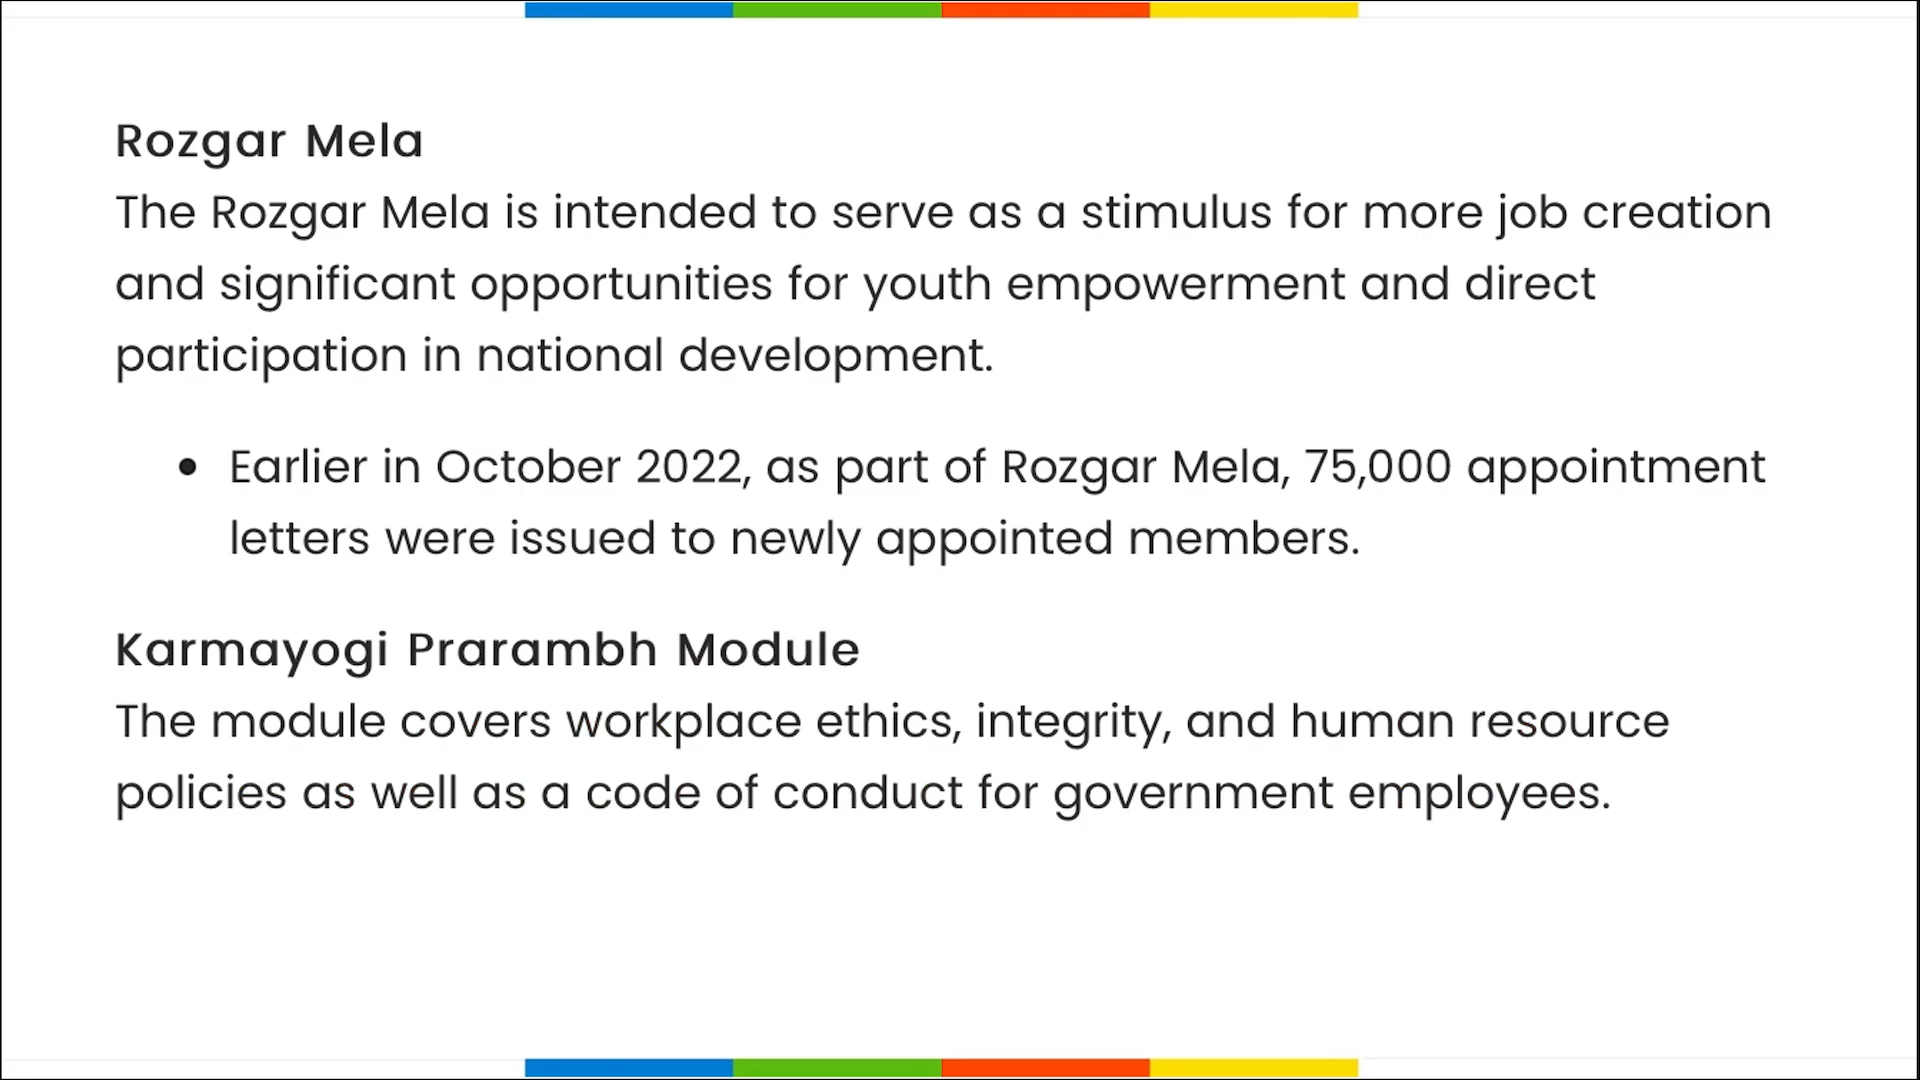 Rozgar Mela
The Rozgar Mela is intended to serve as a stimulus for more job creation
and significant opportunities for youth empowerment and direct
participation in national development.
• Earlier in October 2022, as part of Rozgar Mela, 75,000 appointment
letters were issued to newly appointed members.
Karmayogi Prarambh Module
The module covers workplace ethics, integrity, and human resource
policies as well as a code of conduct for government employees.